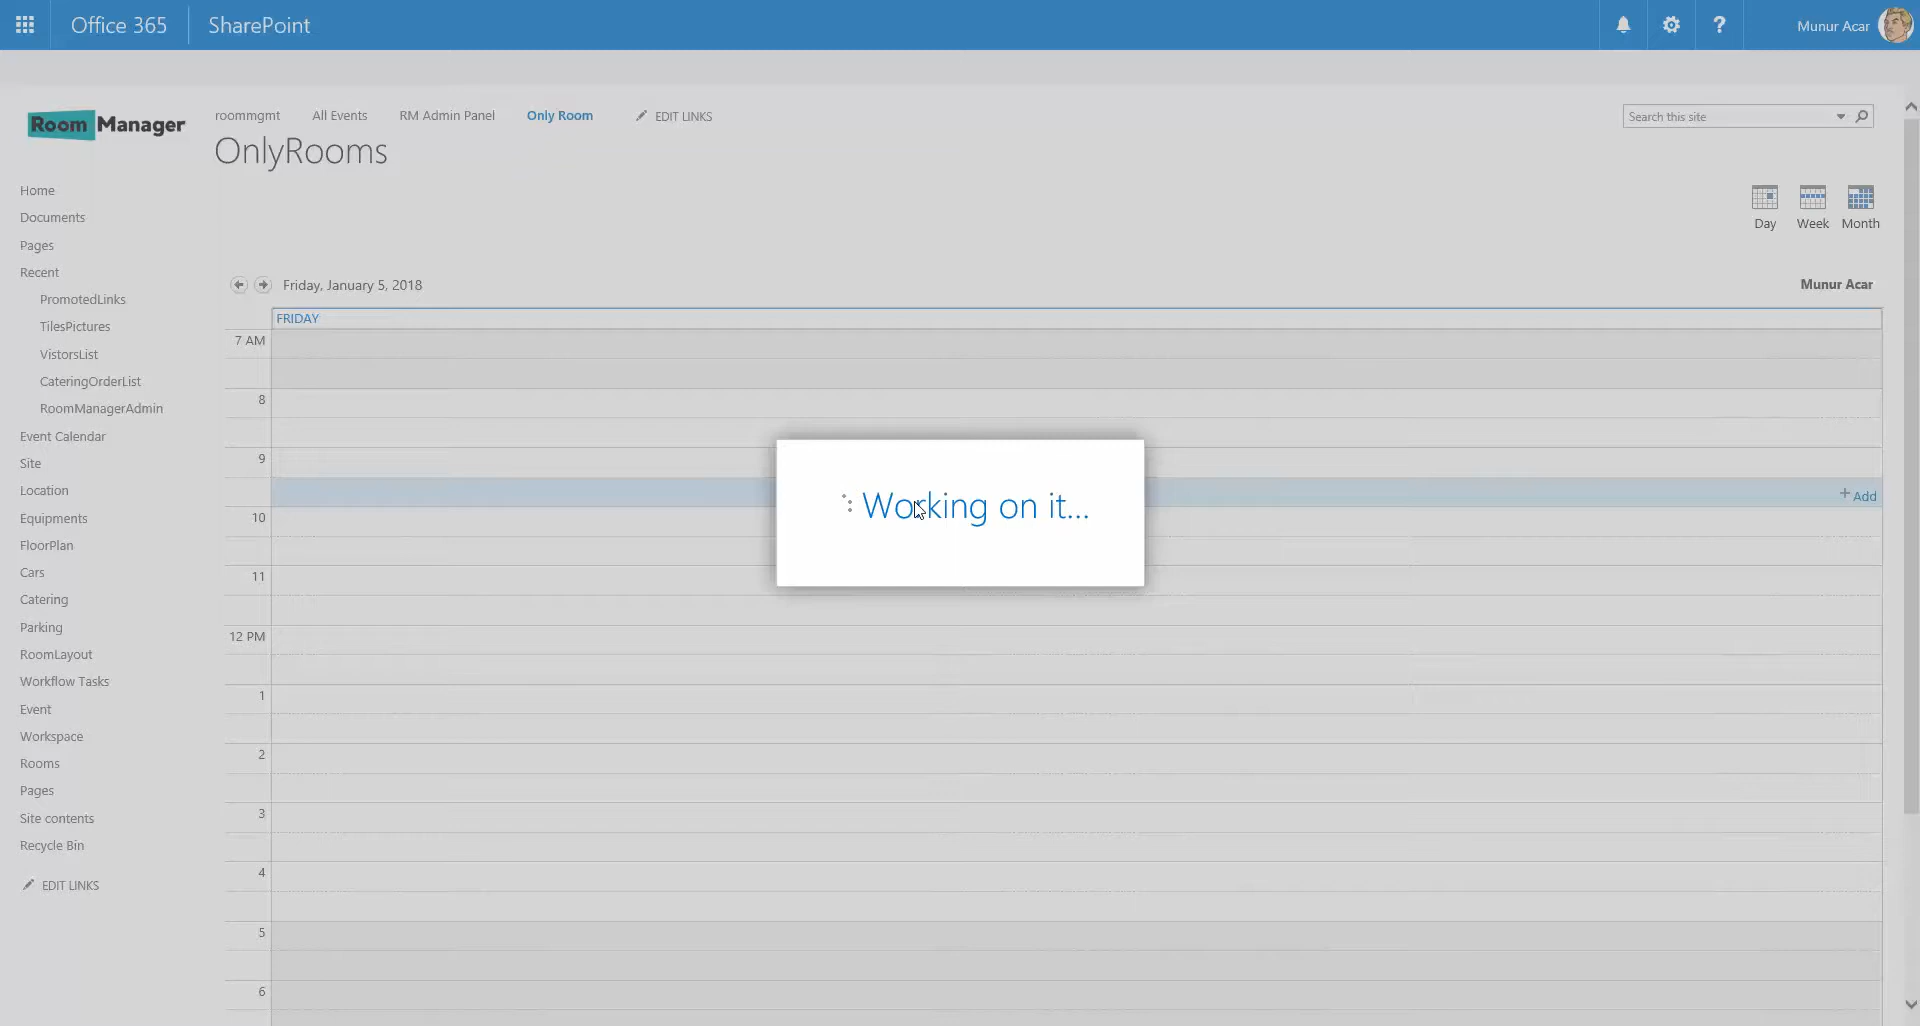 Office 365
SharePoint
Munur Acar
Room Manager
roommgmt
All Events
RM Admin Panel
Only Room
EDIT LINKS
Search this site
OnlyRooms
Home
Documents
Pages
Recent
PromotedLinks
TilesPictures
VistorsList
CateringOrderList
RoomManagerAdmin
Event Calendar
Site
Location
Equipments
FloorPlan
Cars
Catering
Parking
RoomLayout
Workflow Tasks
Event
Workspace
Rooms
Pages
Site contents
Recycle Bin
EDIT LINKS
Day
Week
Month
Friday, January 5, 2018
Munur Acar
FRIDAY
7 AM
8
9
+ Add
10
11
12 PM
1
2
3
4
5
6
Working on it...